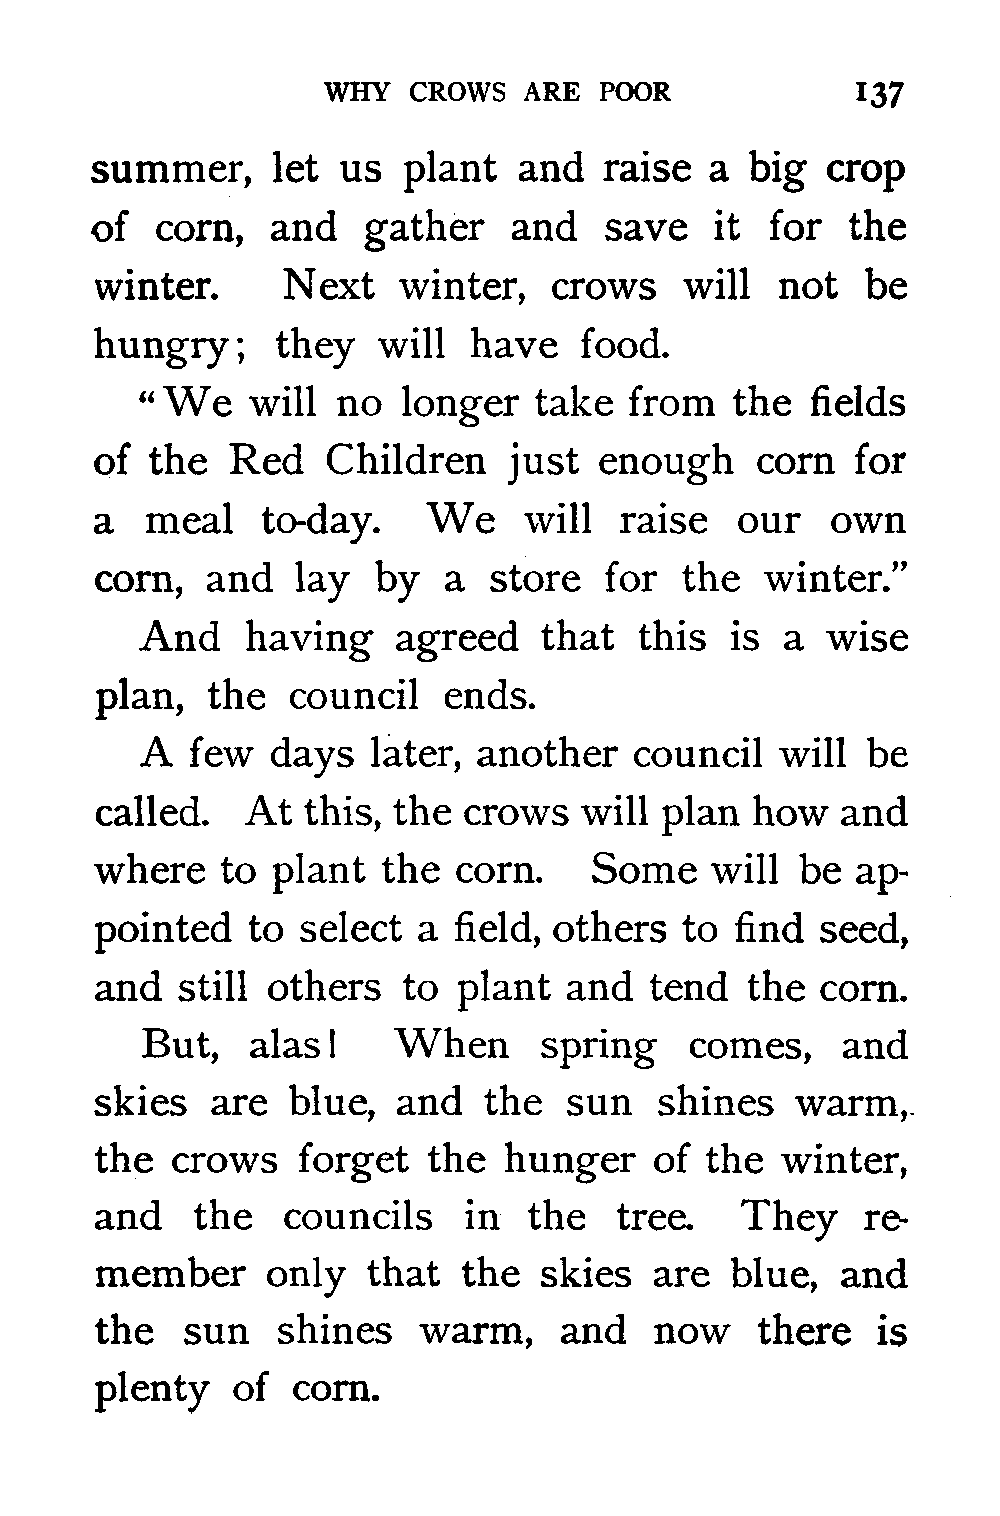 WHY CROWS ARE POOR 137
summer, let us plant and raise a big crop
of corn, and gather and save it for the
winter. Next winter, crows will not be
hungry; they will have food.
“We will no longer take from the fields
of the Red Children just enough corn for
a meal to-day. We will raise our own
corn, and lay by a store for the winter.”
And having agreed that this is a wise
plan, the council ends.
A few days later, another council will be
called. At this, the crows will plan how and
where to plant the corn. Some will be ap-
pointed to select a field, others to find seed,
and still others to plant and tend the corn.
But, alas! When spring comes, and
skies are blue, and the sun shines warm,
the crows forget the hunger of the winter,
and the councils in the tree. They re-
member only that the skies are blue, and
the sun shines warm, and now there is
plenty of corn.